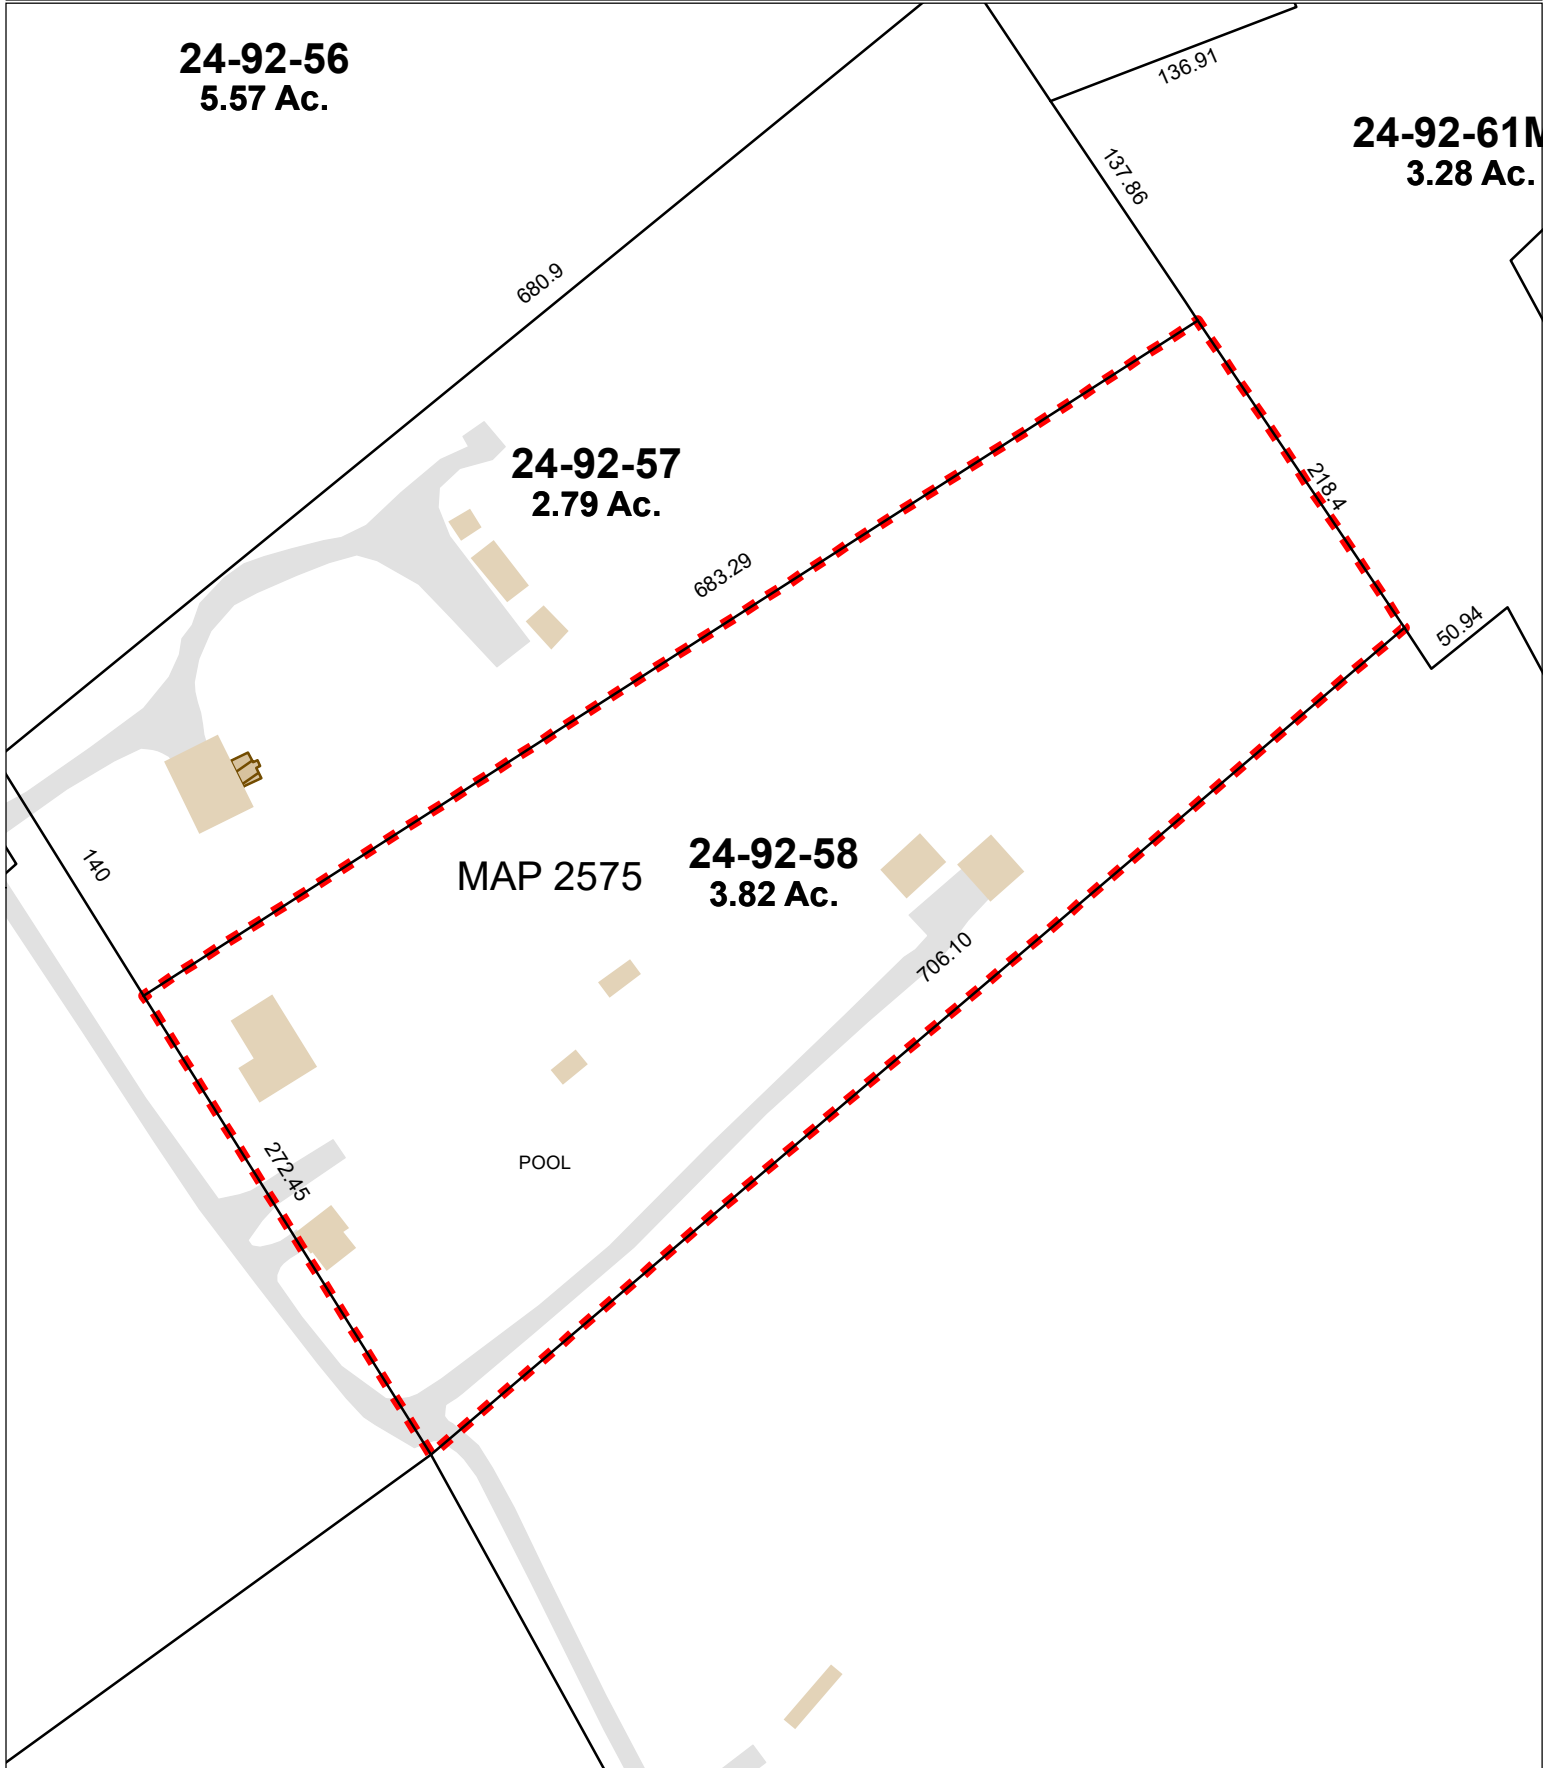 24-92-56
5.57 Ac.
136.91
24-92-61M
3.28 Ac.
137.86
680.9
24-92-57
2.79 Ac.
218.4
683.29
50.94
140
MAP 2575
24-92-58
3.82 Ac.
706.10
272.45
POOL